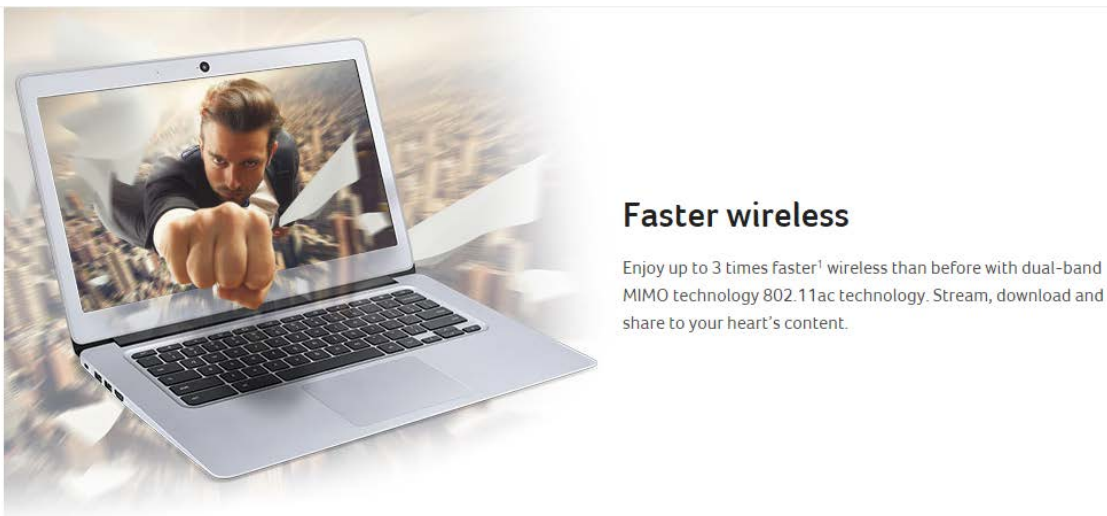 Faster wireless
Enjoy up to 3 times faster¹ wireless than before with dual-band
MIMO technology 802.11ac technology. Stream, download and
share to your heart's content.